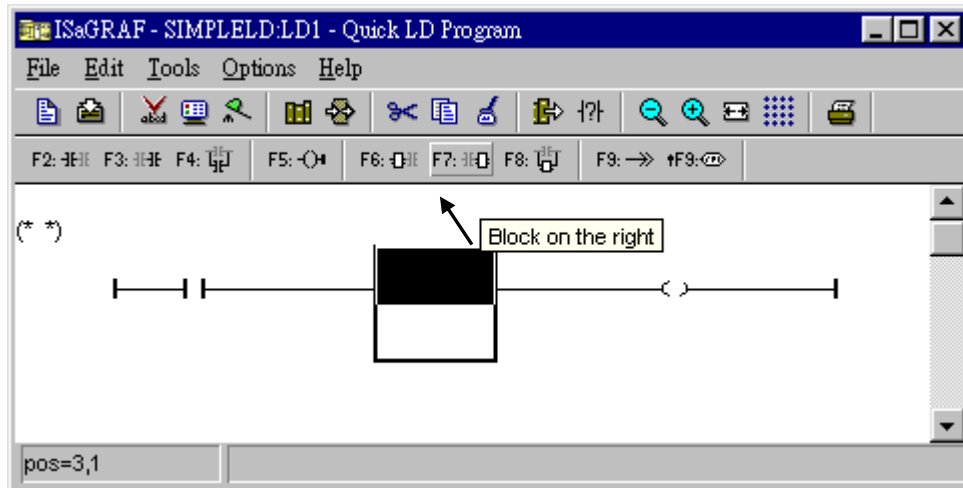 ISaGRAF - SIMPLELD:LD1 - Quick LD Program
File Edit Tools Options Help
F2: F3: F4: F5: F6: F7: F8: F9: F9:
(* *)
Block on the right
pos=3,1